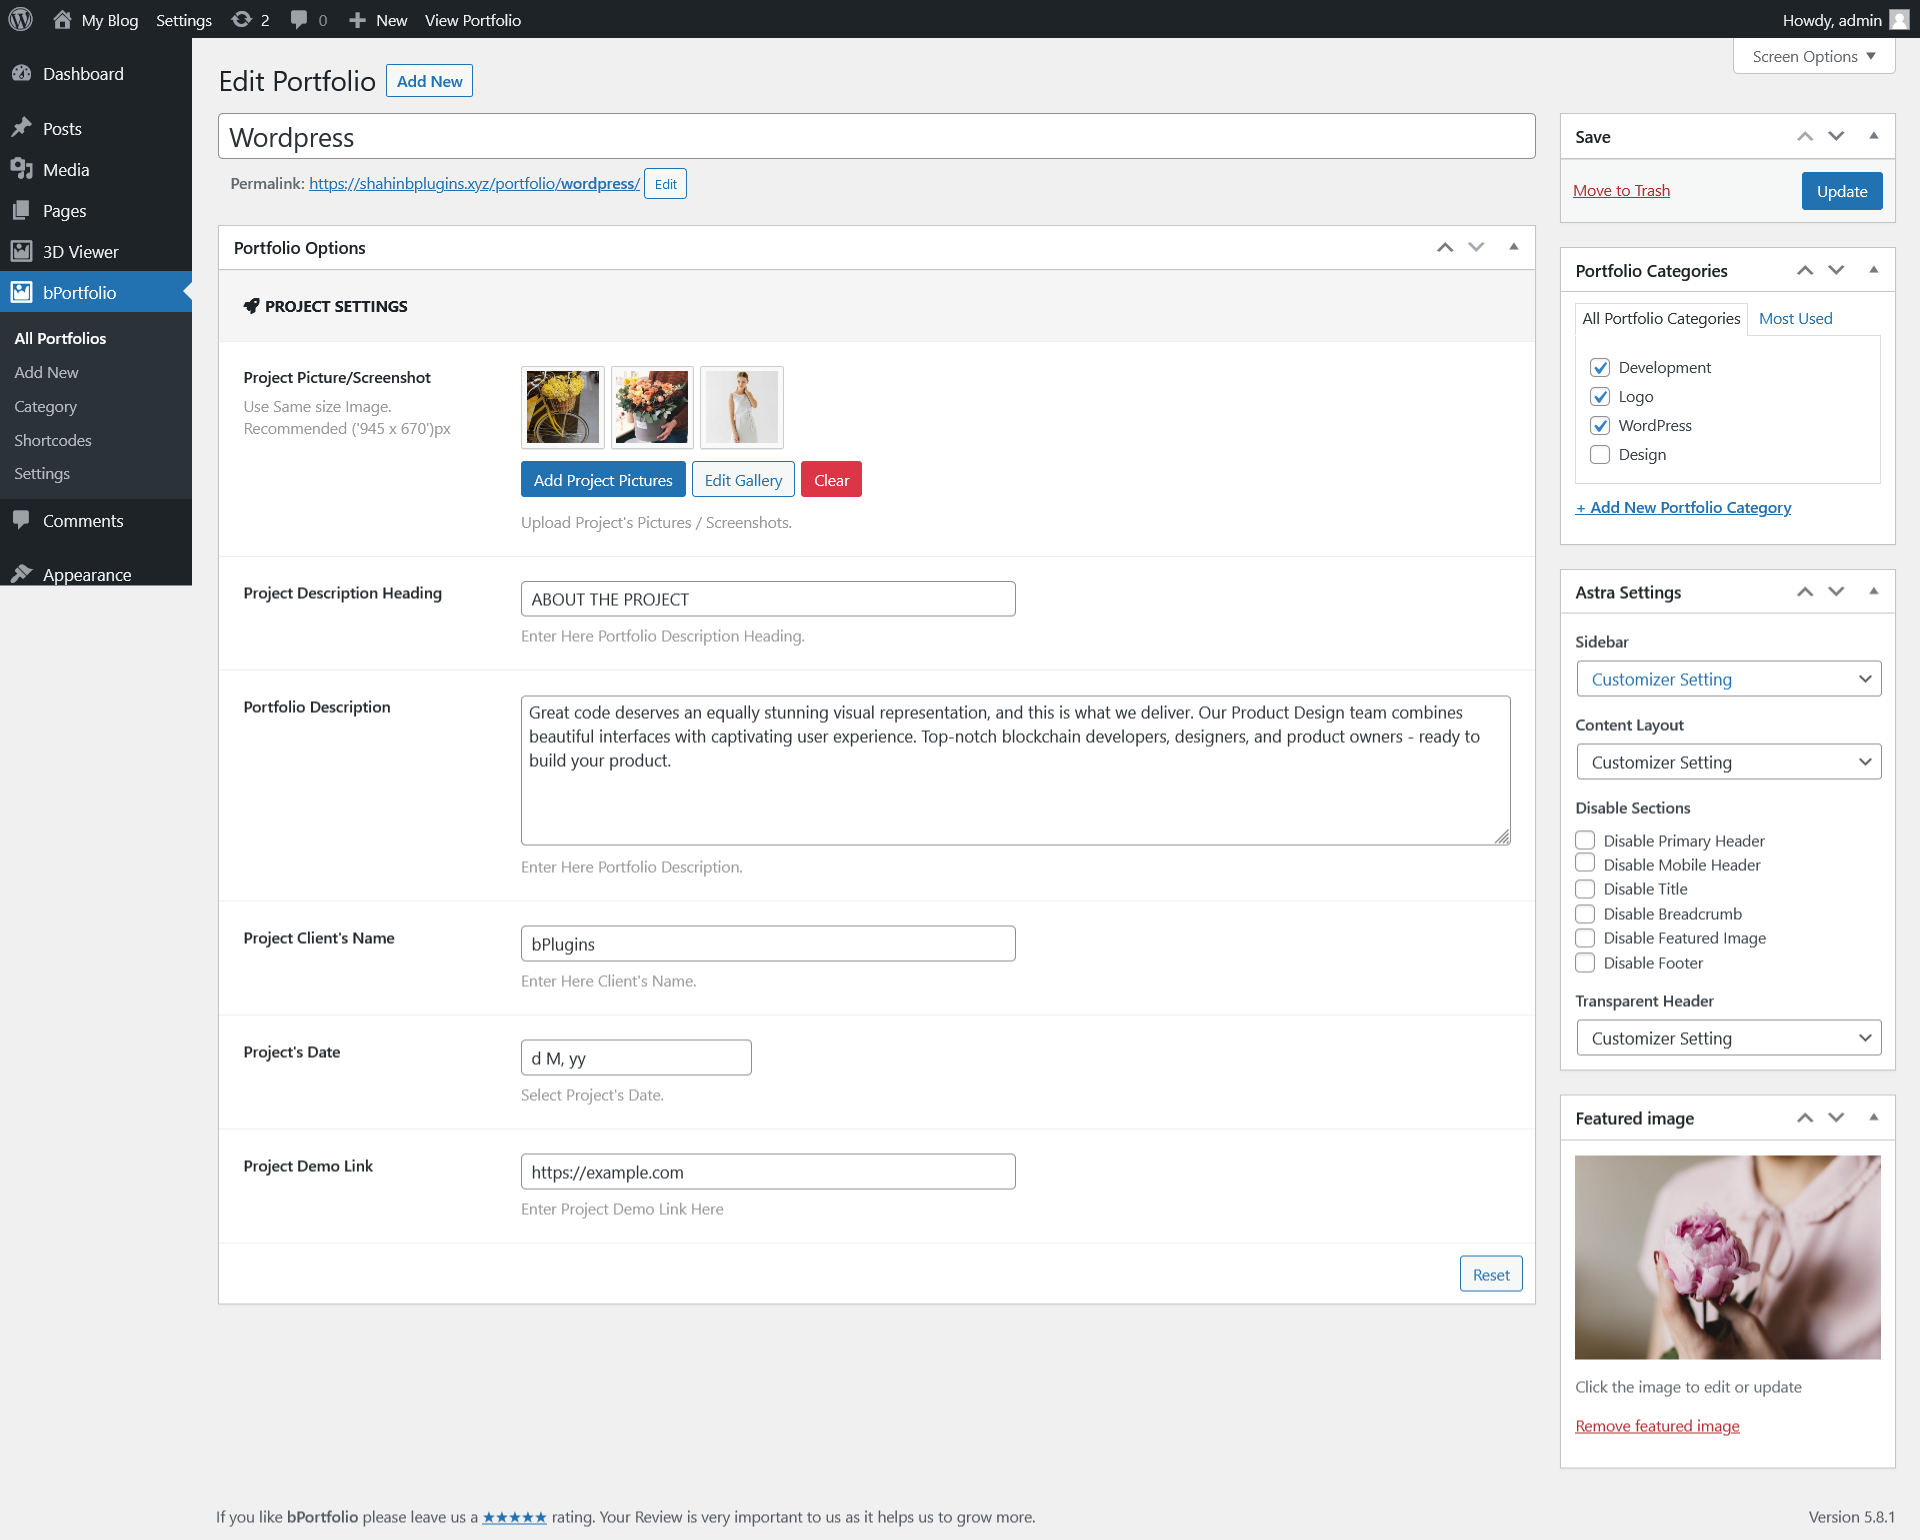 My Blog
Settings
2
0
New
View Portfolio
Howdy, admin
Dashboard
Posts
Media
Pages
3D Viewer
bPortfolio
All Portfolios
Add New
Category
Shortcodes
Settings
Comments
Appearance
Screen Options
Edit Portfolio
Add New
Wordpress
Permalink: https://shahinbplugins.xyz/portfolio/wordpress/ Edit
Portfolio Options
PROJECT SETTINGS
Project Picture/Screenshot
Use Same size Image.
Recommended ('945 x 670')px
Add Project Pictures
Edit Gallery
Clear
Upload Project's Pictures / Screenshots.
Project Description Heading
ABOUT THE PROJECT
Enter Here Portfolio Description Heading.
Portfolio Description
Great code deserves an equally stunning visual representation, and this is what we deliver. Our Product Design team combines
beautiful interfaces with captivating user experience. Top-notch blockchain developers, designers, and product owners - ready to
build your product.
Enter Here Portfolio Description.
Project Client's Name
bPlugins
Enter Here Client's Name.
Project's Date
d M, yy
Select Project's Date.
Project Demo Link
https://example.com
Enter Project Demo Link Here
Reset
Save
Move to Trash
Update
Portfolio Categories
All Portfolio Categories
Most Used
Development
Logo
WordPress
Design
+ Add New Portfolio Category
Astra Settings
Sidebar
Customizer Setting
Content Layout
Customizer Setting
Disable Sections
Disable Primary Header
Disable Mobile Header
Disable Title
Disable Breadcrumb
Disable Featured Image
Disable Footer
Transparent Header
Customizer Setting
Featured image
Click the image to edit or update
Remove featured image
If you like bPortfolio please leave us a ★★★★★ rating. Your Review is very important to us as it helps us to grow more.
Version 5.8.1